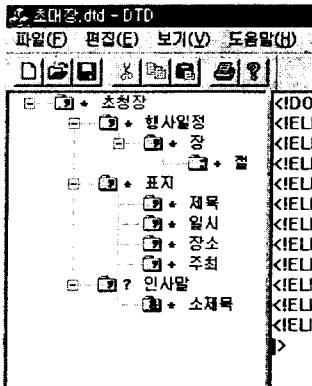 초대장.dtd - DTD
파일(F) 편집(E) 보기(V) 도움말(H)
+ 초청장
+ 행사일정
+ 장
+ 절
+ 표지
+ 제목
+ 일시
+ 장소
+ 주최
? 인사말
+ 소제목
<!DO
<!ELI
<!ELI
<!ELI
<!ELI
<!ELI
<!ELI
<!ELI
<!ELI
<!ELI
<!ELI
<!ELI
>